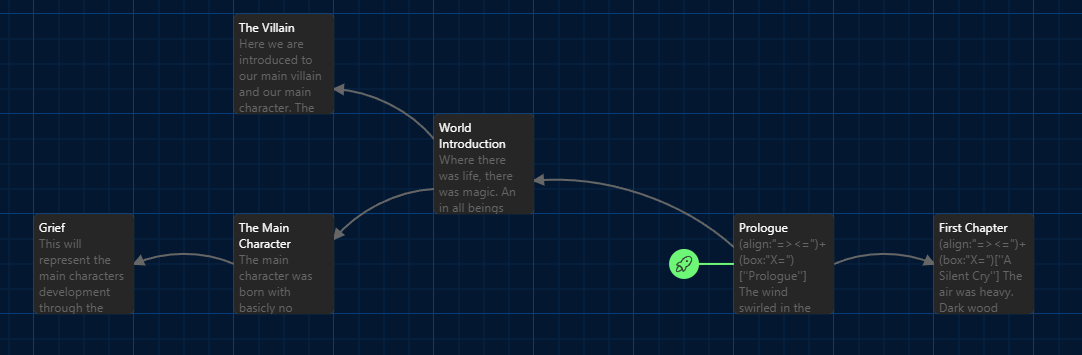 The Villain
Here we are
introduced to
our main villain
and our main
character. The
World
Introduction
Where there
was life, there
was magic. An
in all beings
Grief
This will
represent the
main characters
development
through the
The Main
Character
The main
character was
born with
basicly no
Prologue
(align:"=><=")+
(box:"X=")
["Prologue"]
The wind
swirled in the
First Chapter
(align:"=><=")+
(box:"X=")["A
Silent Cry"] The
air was heavy.
Dark wood